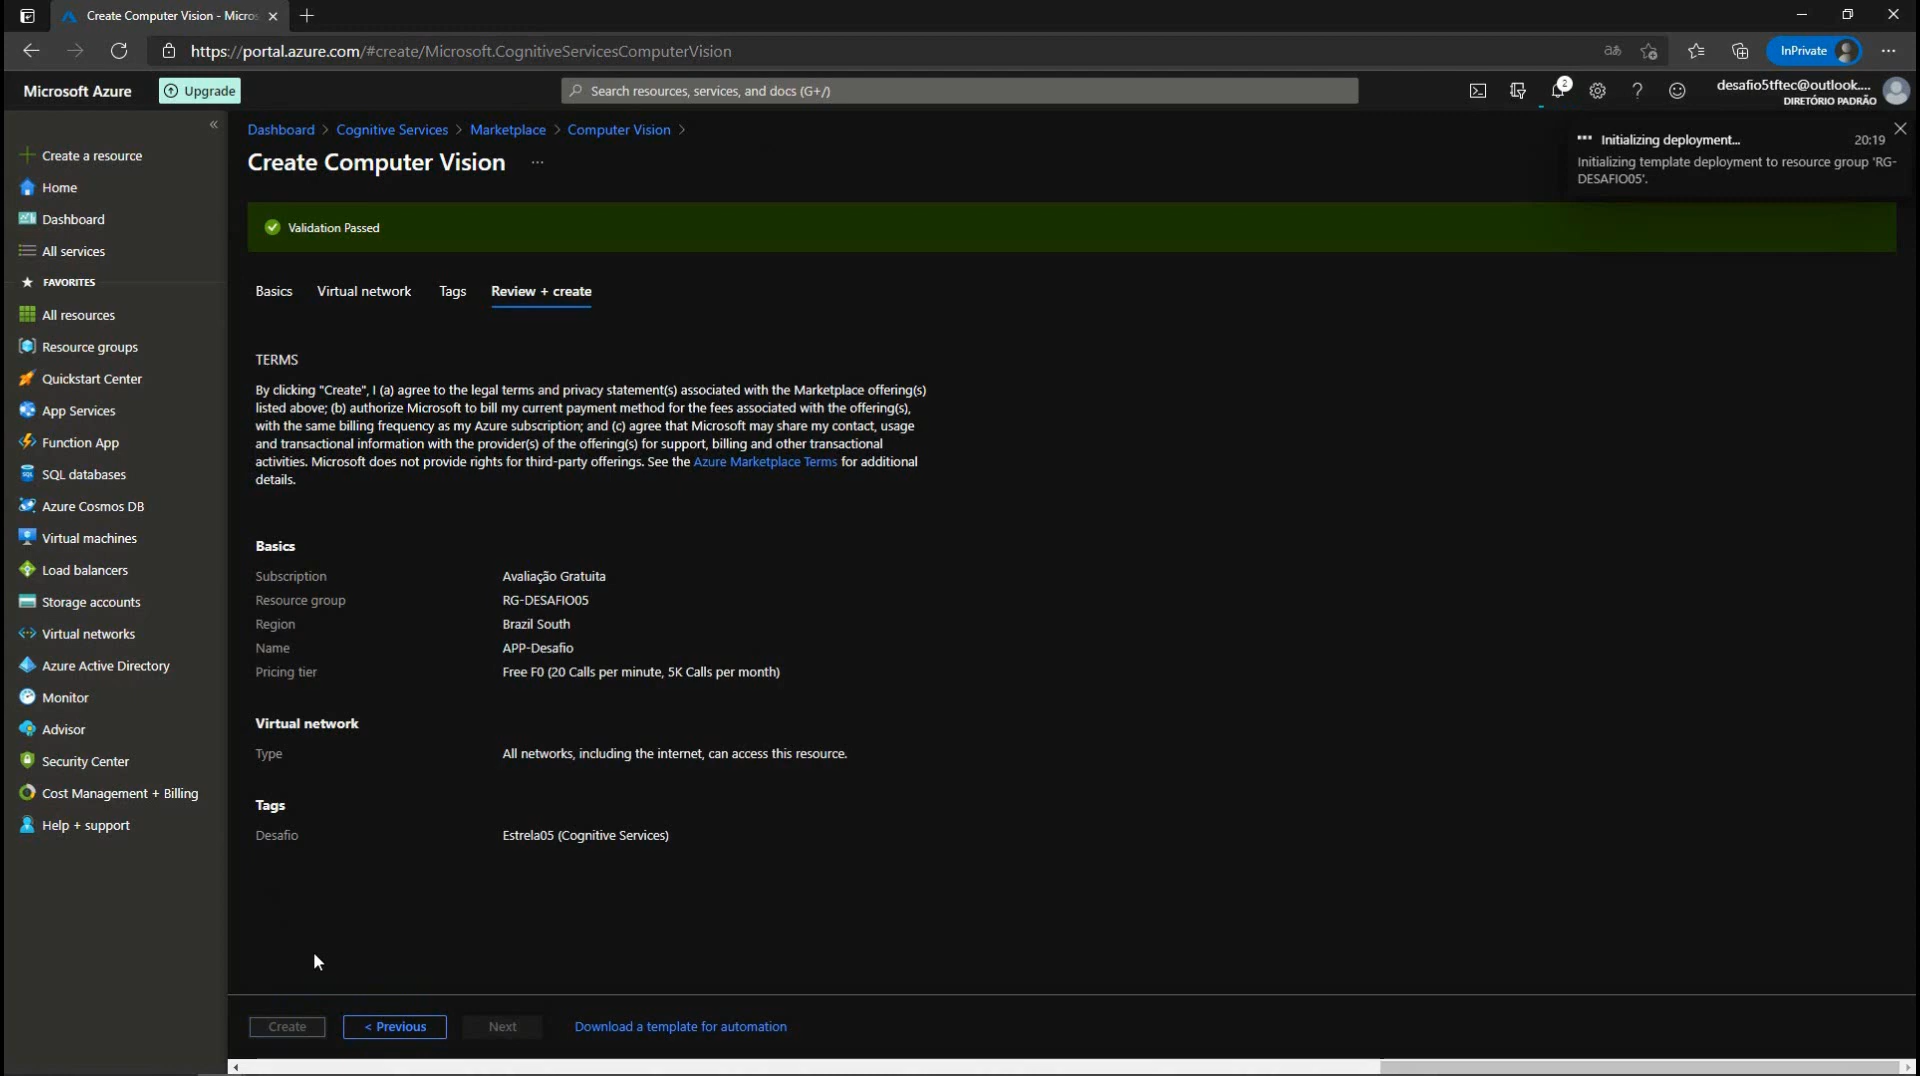 Create Computer Vision - Micros
https://portal.azure.com/#create/Microsoft.CognitiveServicesComputerVision
InPrivate
Microsoft Azure
Upgrade
Search resources, services, and docs (G+/)
2
desafio5tftec@outlook....
DIRETÓRIO PADRÃO
Create a resource
Home
Dashboard
All services
FAVORITES
All resources
Resource groups
Quickstart Center
App Services
Function App
SQL databases
Azure Cosmos DB
Virtual machines
Load balancers
Storage accounts
Virtual networks
Azure Active Directory
Monitor
Advisor
Security Center
Cost Management + Billing
Help + support
Dashboard > Cognitive Services > Marketplace > Computer Vision >
Create Computer Vision ...
Initializing deployment... 20:19
Initializing template deployment to resource group 'RG-
DESAFIO05'.
Validation Passed
Basics Virtual network Tags Review + create
TERMS
By clicking "Create", I (a) agree to the legal terms and privacy statement(s) associated with the Marketplace offering(s)
listed above; (b) authorize Microsoft to bill my current payment method for the fees associated with the offering(s),
with the same billing frequency as my Azure subscription; and (c) agree that Microsoft may share my contact, usage
and transactional information with the provider(s) of the offering(s) for support, billing and other transactional
activities. Microsoft does not provide rights for third-party offerings. See the Azure Marketplace Terms for additional
details.
Basics
Subscription Avaliação Gratuita
Resource group RG-DESAFIO05
Region Brazil South
Name APP-Desafio
Pricing tier Free F0 (20 Calls per minute, 5K Calls per month)
Virtual network
Type All networks, including the internet, can access this resource.
Tags
Desafio Estrela05 (Cognitive Services)
Create < Previous Next Download a template for automation